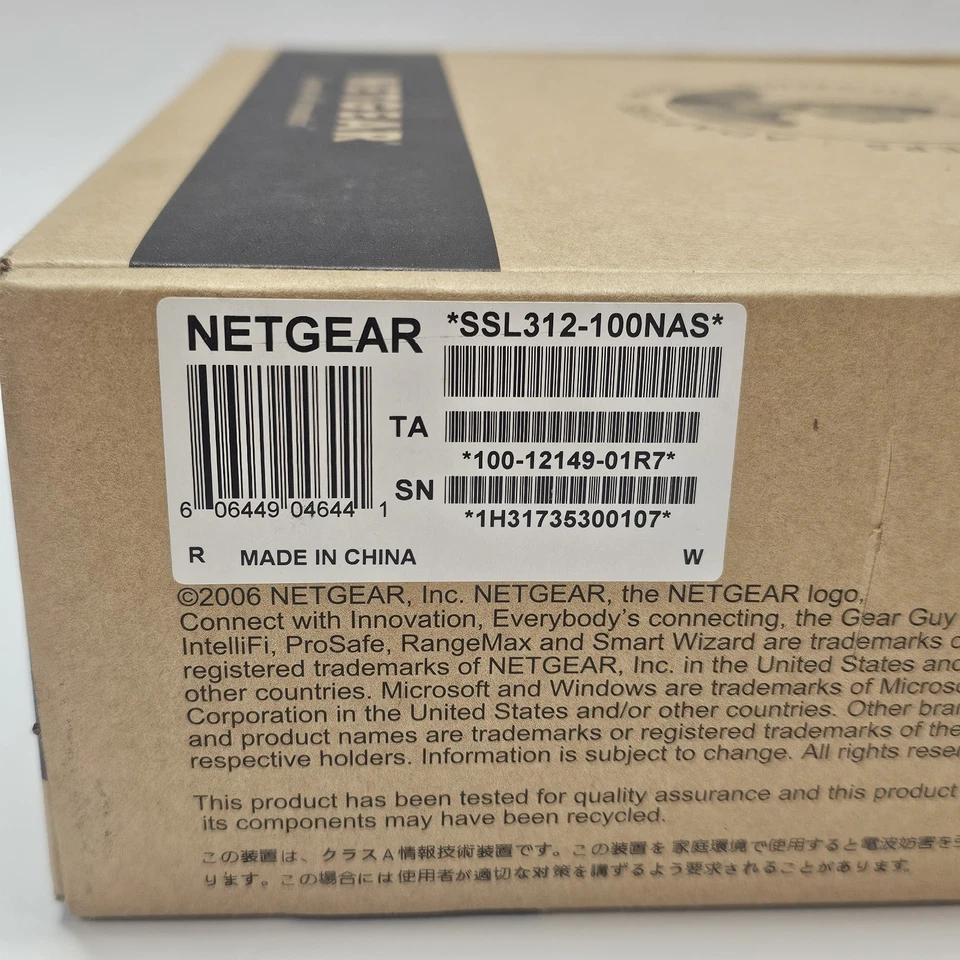 NETGEAR
NETGEAR
*SSL312-100NAS*
TA
*100-12149-01R7*
SN
*1H31735300107*
6 06449 04644 1
R MADE IN CHINA W
©2006 NETGEAR, Inc. NETGEAR, the NETGEAR logo,
Connect with Innovation, Everybody's connecting, the Gear Guy
IntelliFi, ProSafe, RangeMax and Smart Wizard are trademarks
registered trademarks of NETGEAR, Inc. in the United States and
other countries. Microsoft and Windows are trademarks of
Corporation in the United States and/or other countries. Other
and product names are trademarks or registered trademarks of the
respective holders. Information is subject to change. All rights
This product has been tested for quality assurance and this product
its components may have been recycled.
この装置は、クラスA情報技術装置です。この装置を家庭環境で使用すると電波妨害を
ります。この場合には使用者が適切な対策を講ずるよう要求されることがあります。